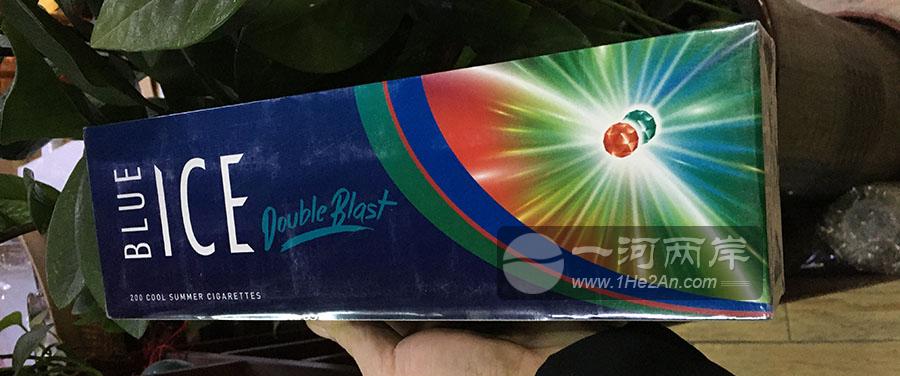 BLUE
ICE
Double Blast
200 COOL SUMMER CIGARETTES
一河两岸
www.1He2An.com